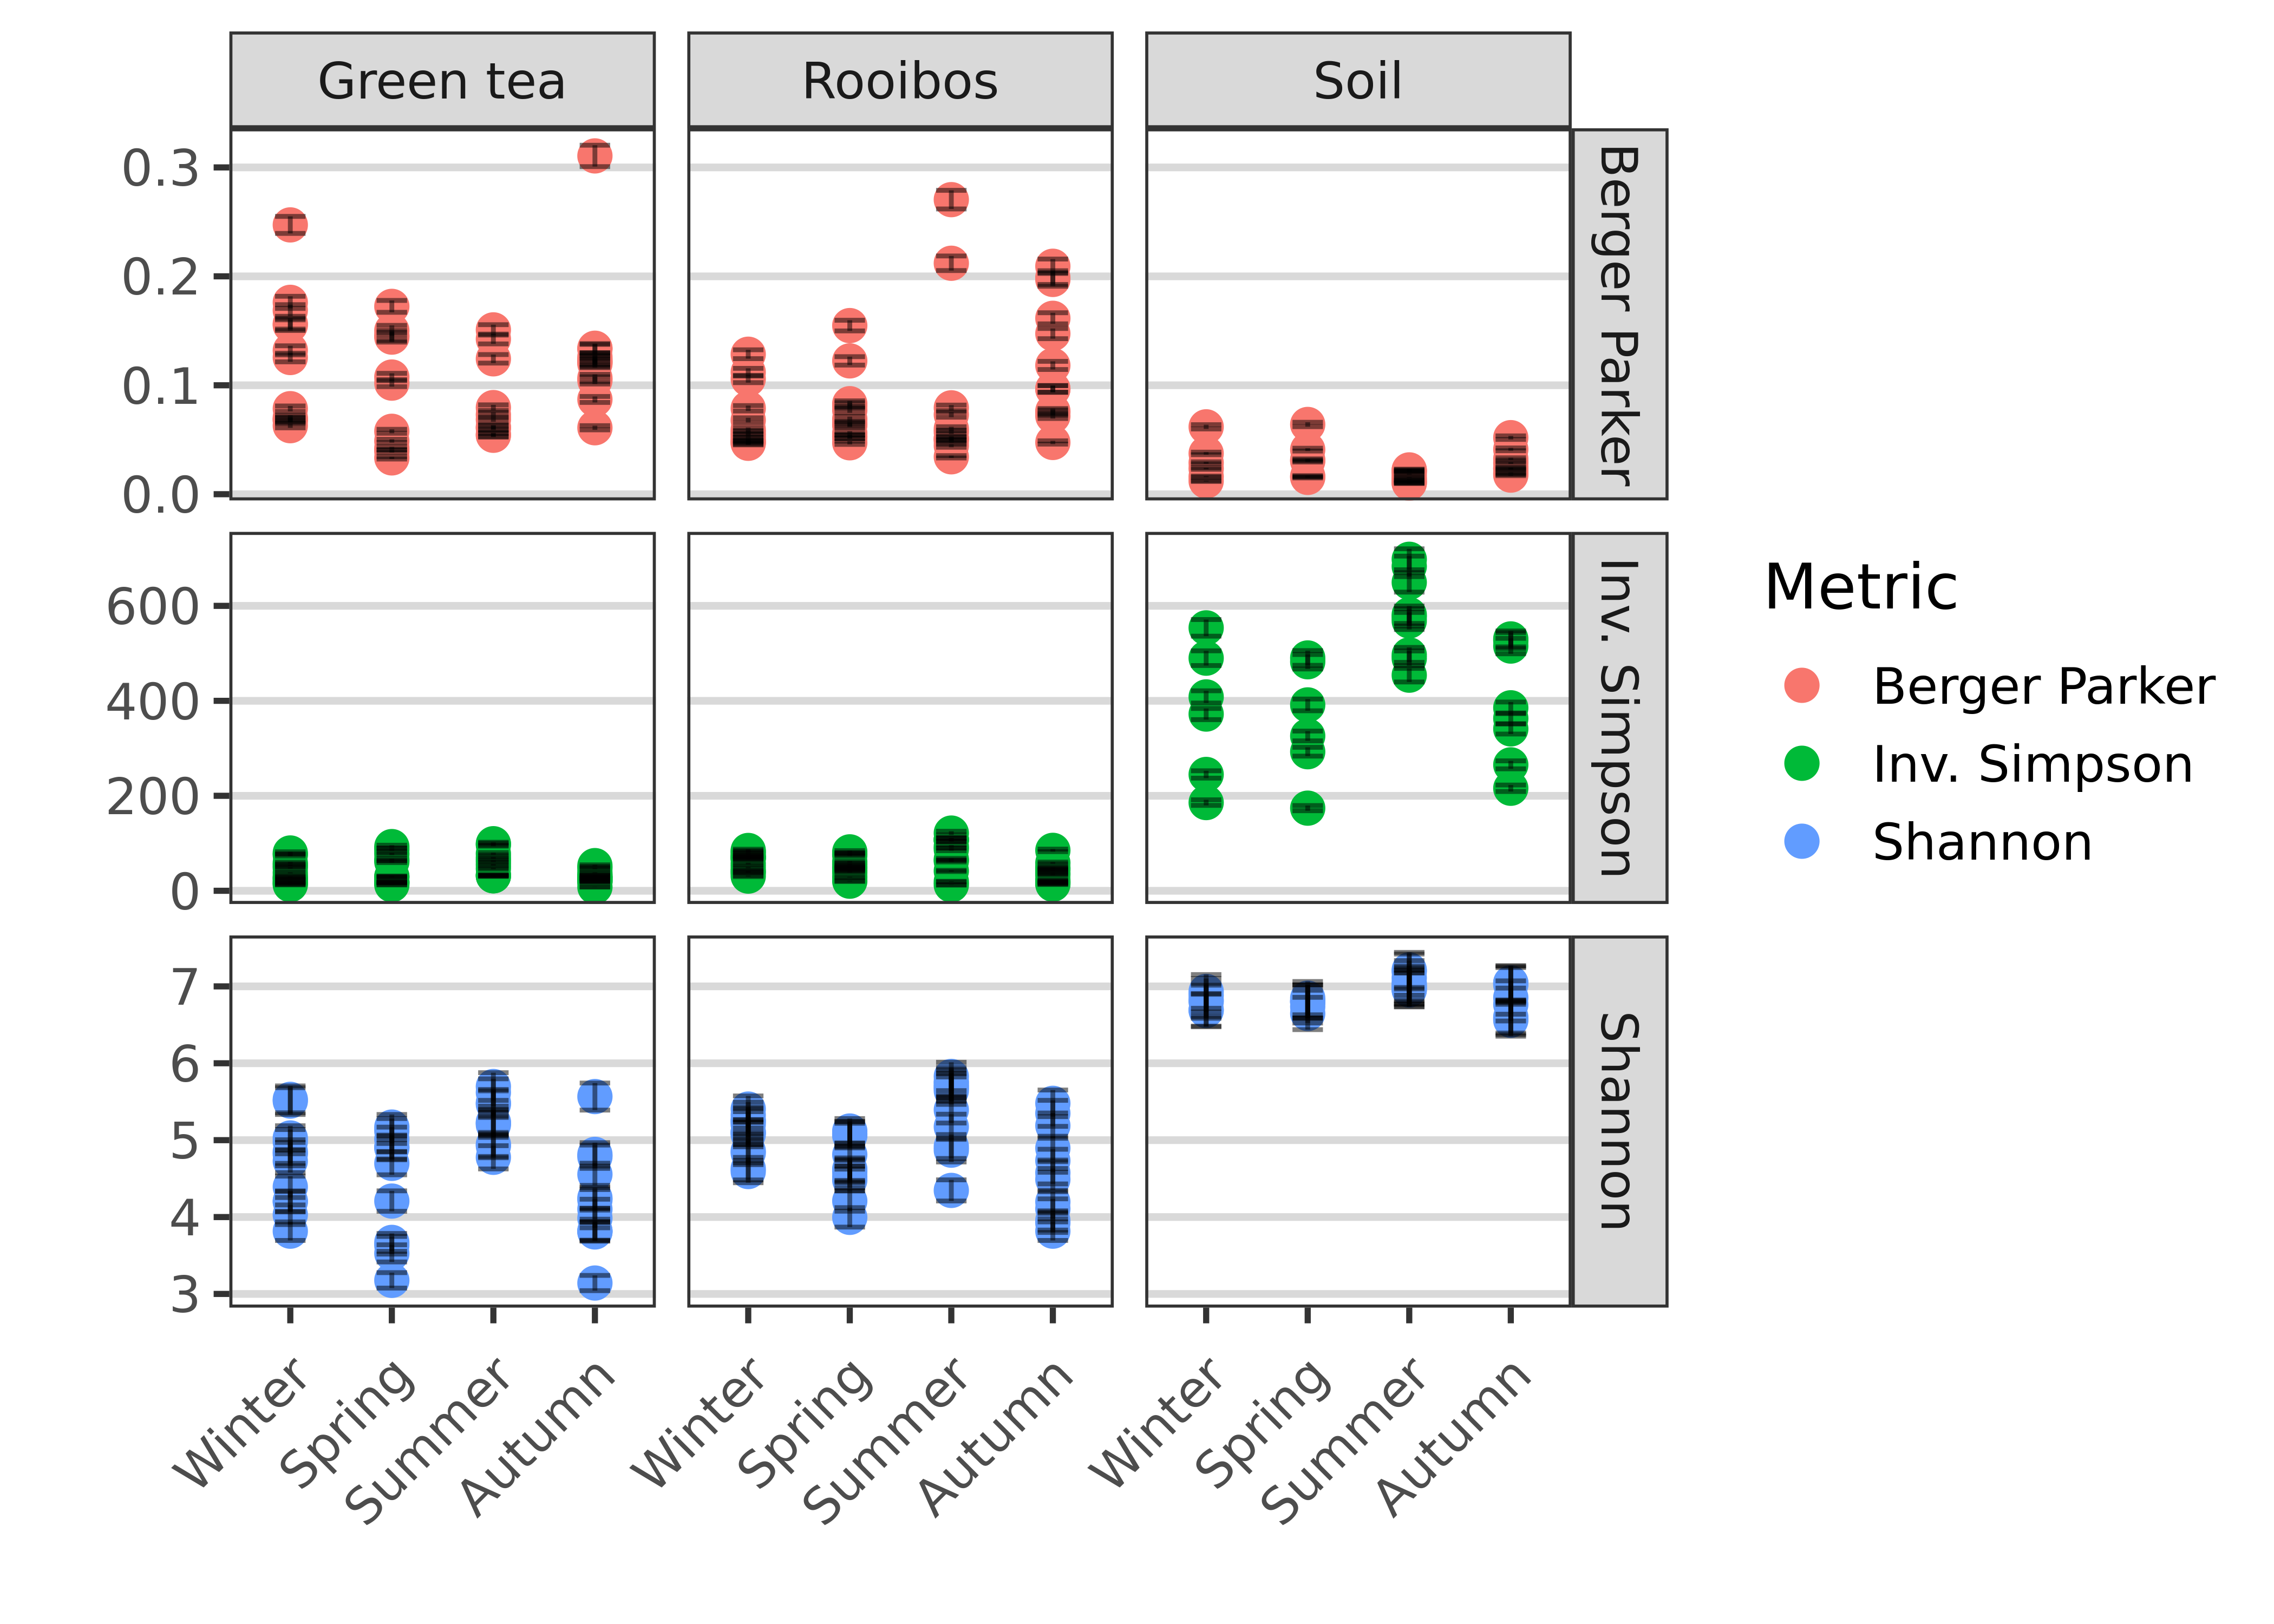 Green tea
Rooibos
Soil
0.3
0.2
0.1
0.0
Berger Parker
600
400
200
0
Inv. Simpson
7
6
5
4
3
Shannon
Winter
Spring
Summer
Autumn
Winter
Spring
Summer
Autumn
Winter
Spring
Summer
Autumn
Metric
Berger Parker
Inv. Simpson
Shannon